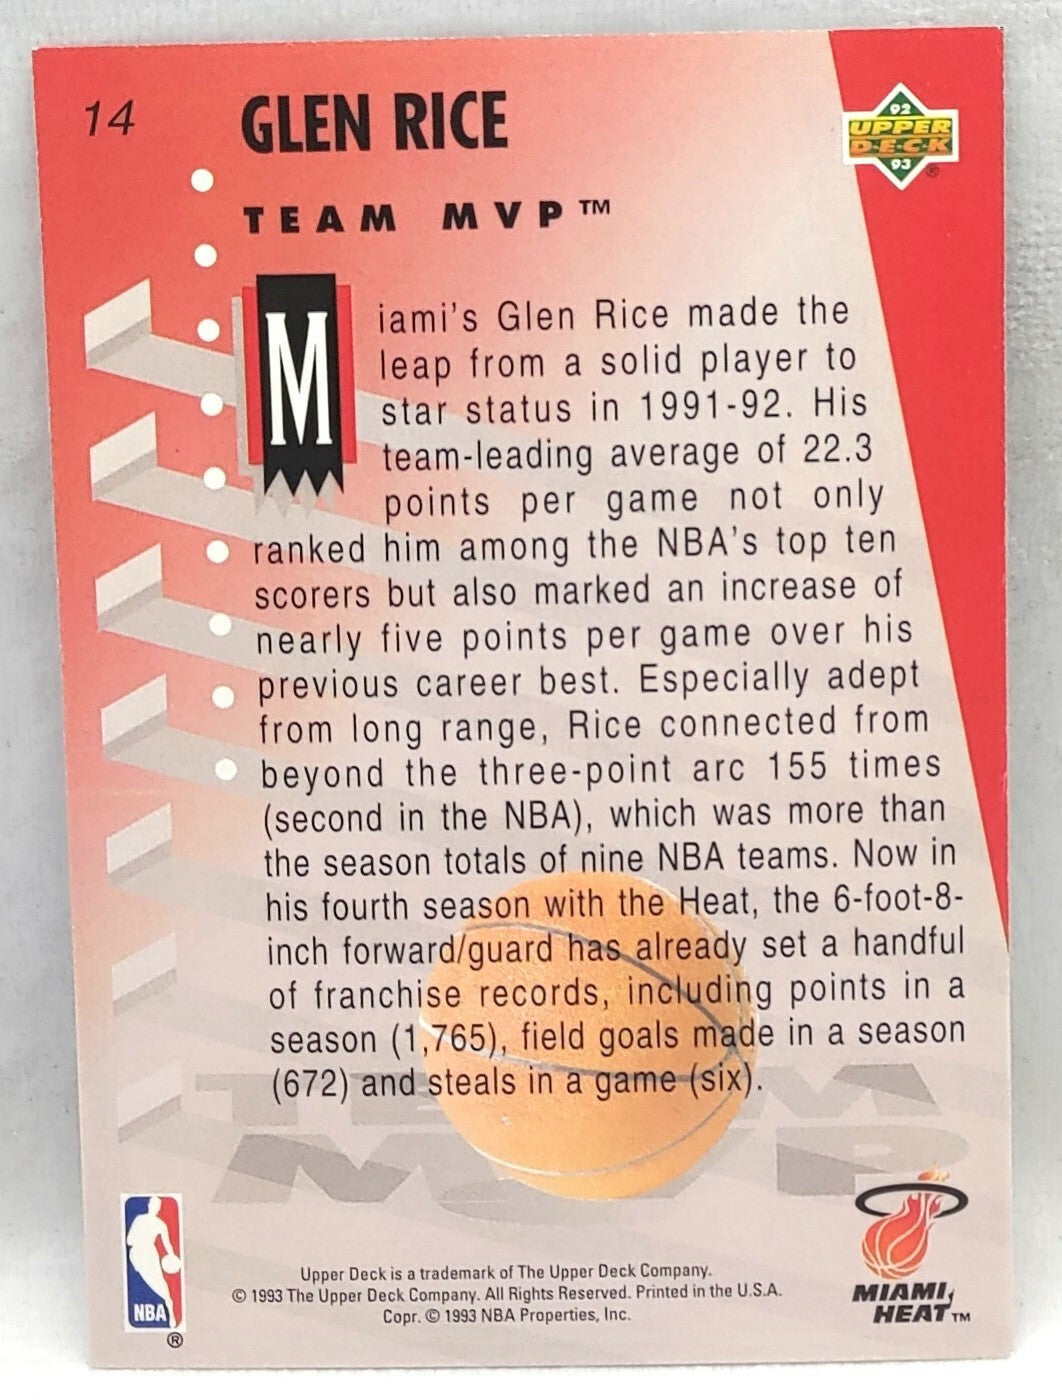 14
GLEN RICE
92
UPPER
D·E·C·K
93
®
TEAM MVP™
Miami's Glen Rice made the
leap from a solid player to
star status in 1991-92. His
team-leading average of 22.3
points per game not only
ranked him among the NBA's top ten
scorers but also marked an increase of
nearly five points per game over his
previous career best. Especially adept
from long range, Rice connected from
beyond the three-point arc 155 times
(second in the NBA), which was more than
the season totals of nine NBA teams. Now in
his fourth season with the Heat, the 6-foot-8-
inch forward/guard has already set a handful
of franchise records, including points in a
season (1,765), field goals made in a season
(672) and steals in a game (six).
TEAM
MVP
NBA
®
Upper Deck is a trademark of The Upper Deck Company.
© 1993 The Upper Deck Company. All Rights Reserved. Printed in the U.S.A.
Copr. © 1993 NBA Properties, Inc.
MIAMI
HEAT™